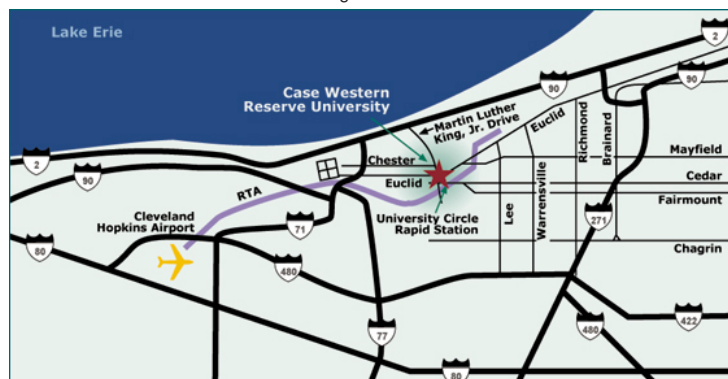 Lake Erie
2
90
90
Case Western
Reserve University
Martin Luther
King, Jr. Drive
Euclid
Richmond
Brainard
Mayfield
2
Chester
90
RTA
Euclid
Cedar
Fairmount
Cleveland
Hopkins Airport
University Circle
Rapid Station
Lee
Warrensville
71
271
80
Chagrin
480
77
480
422
80